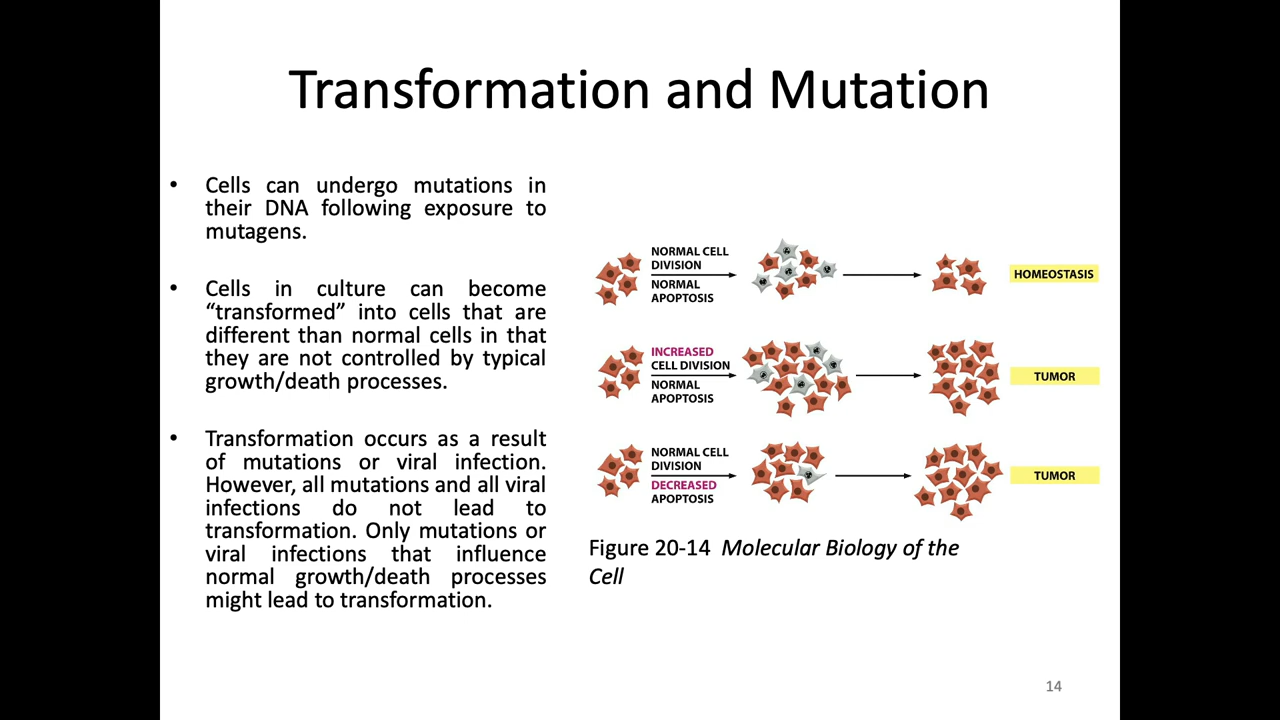 Transformation and Mutation
• Cells can undergo mutations in
their DNA following exposure to
mutagens.
• Cells in culture can become
“transformed” into cells that are
different than normal cells in that
they are not controlled by typical
growth/death processes.
• Transformation occurs as a result
of mutations or viral infection.
However, all mutations and all viral
infections do not lead to
transformation. Only mutations or
viral infections that influence
normal growth/death processes
might lead to transformation.
NORMAL CELL
DIVISION
NORMAL
APOPTOSIS
HOMEOSTASIS
INCREASED
CELL DIVISION
NORMAL
APOPTOSIS
TUMOR
NORMAL CELL
DIVISION
DECREASED
APOPTOSIS
TUMOR
Figure 20-14 Molecular Biology of the
Cell
14